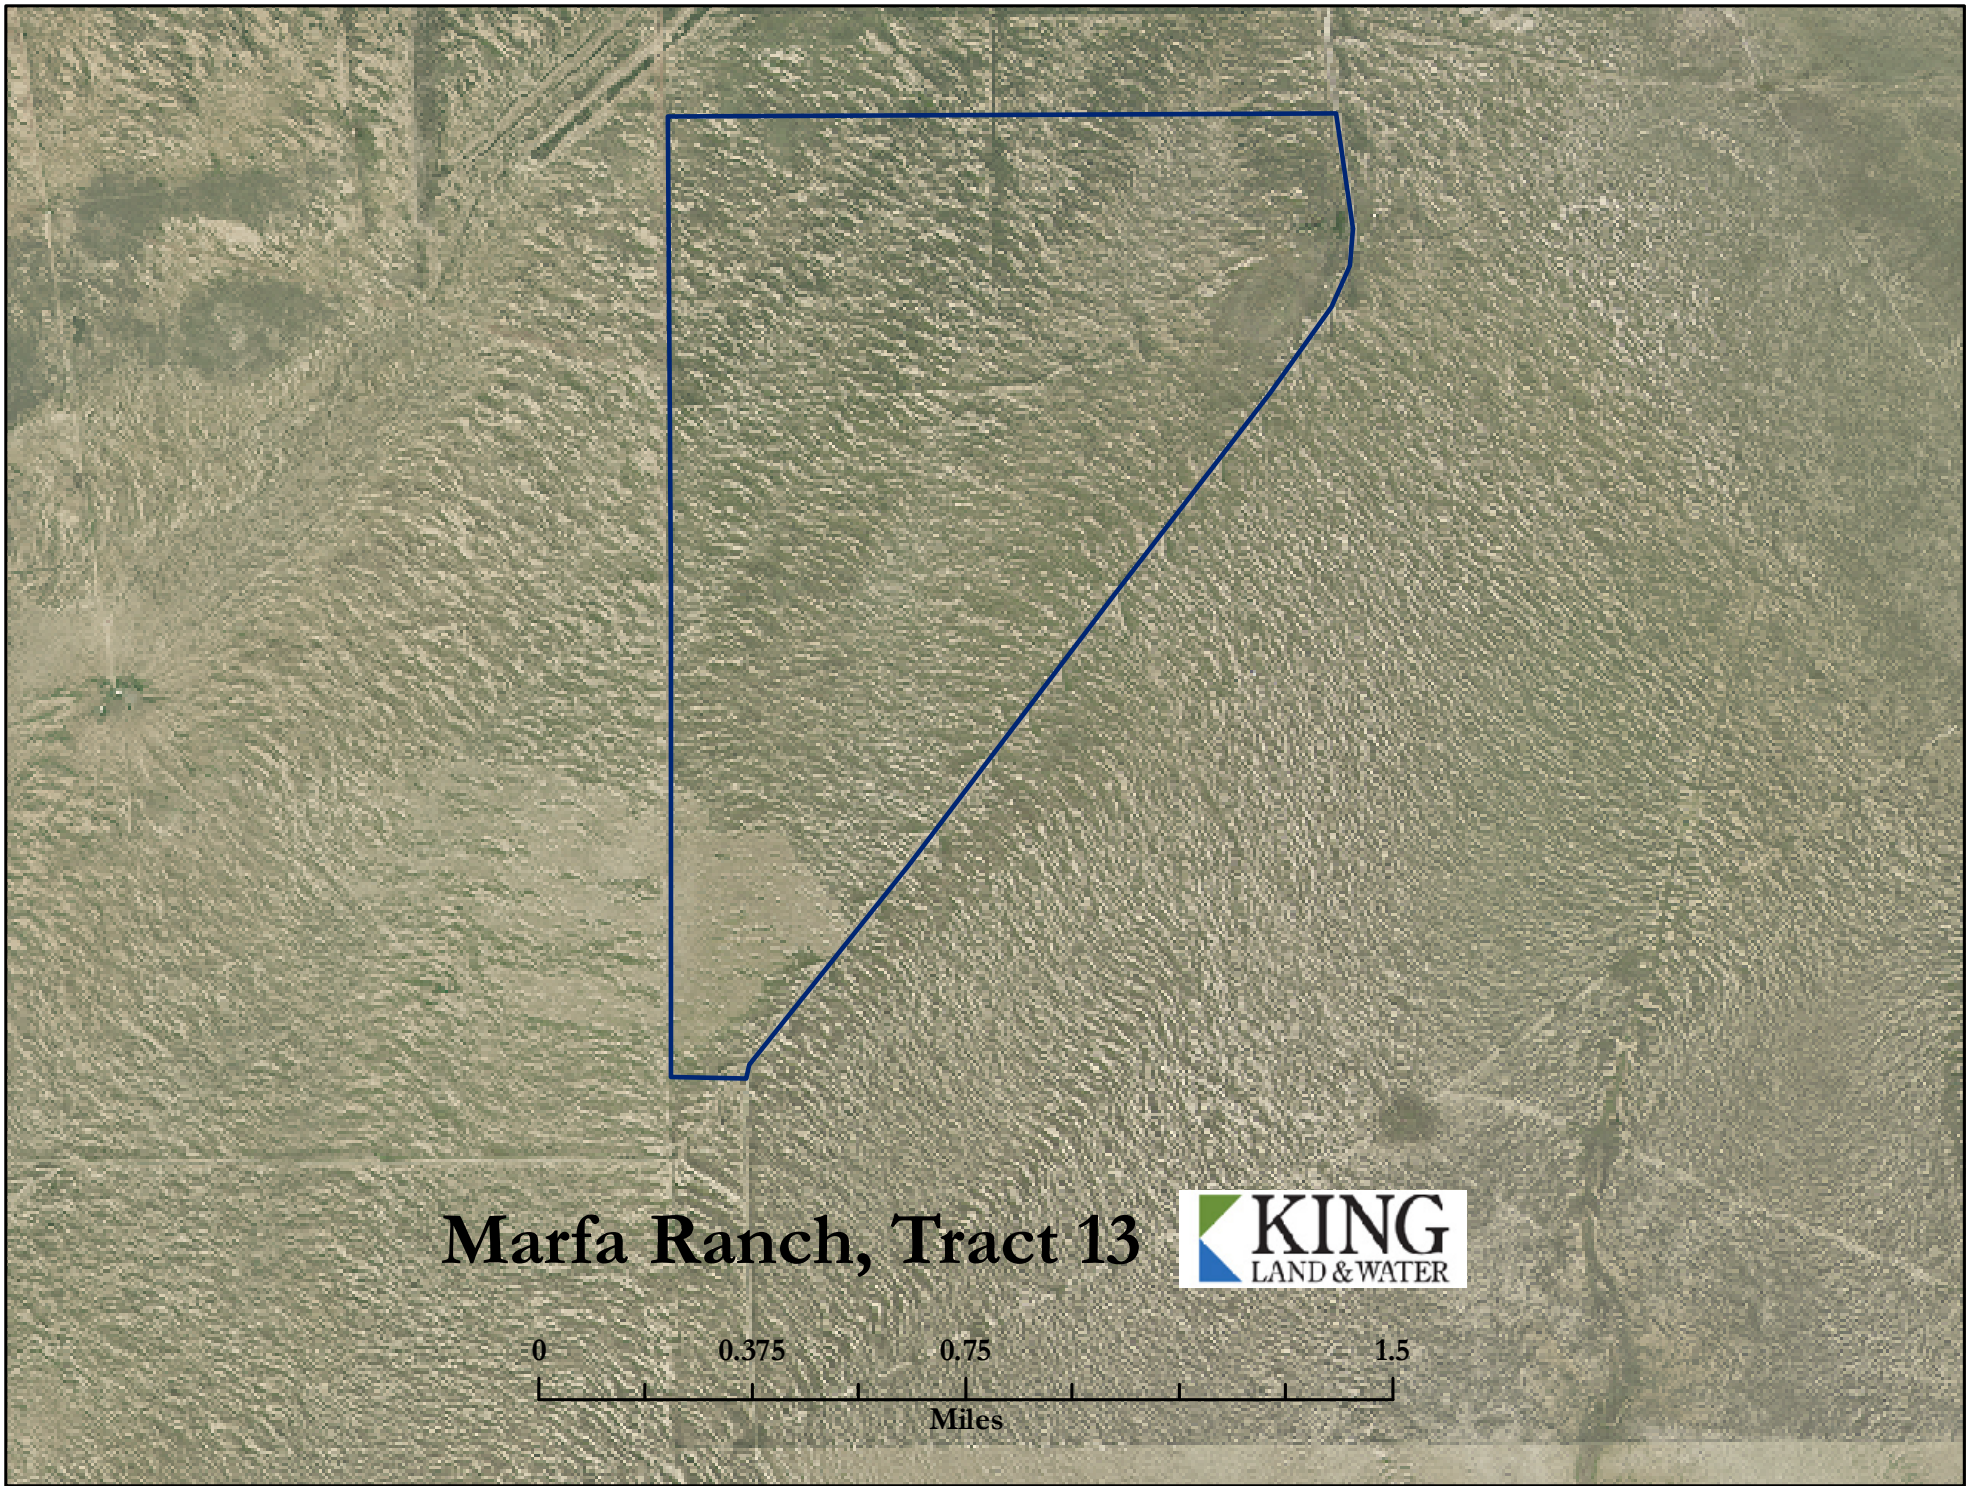 Marfa Ranch, Tract 13
KING
LAND & WATER
0 0.375 0.75 1.5
Miles